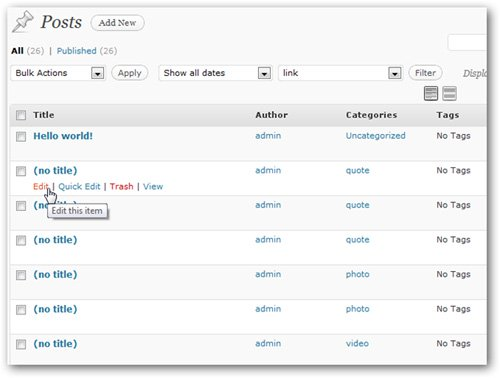 Posts Add New
All (26) | Published (26)
Bulk Actions Apply Show all dates link Filter
Title Author Categories Tags
Hello world! admin Uncategorized No Tags
(no title) admin quote No Tags
Edit | Quick Edit | Trash | View
(no title) admin quote No Tags
Edit this item
(no title) admin quote No Tags
(no title) admin photo No Tags
(no title) admin photo No Tags
(no title) admin video No Tags